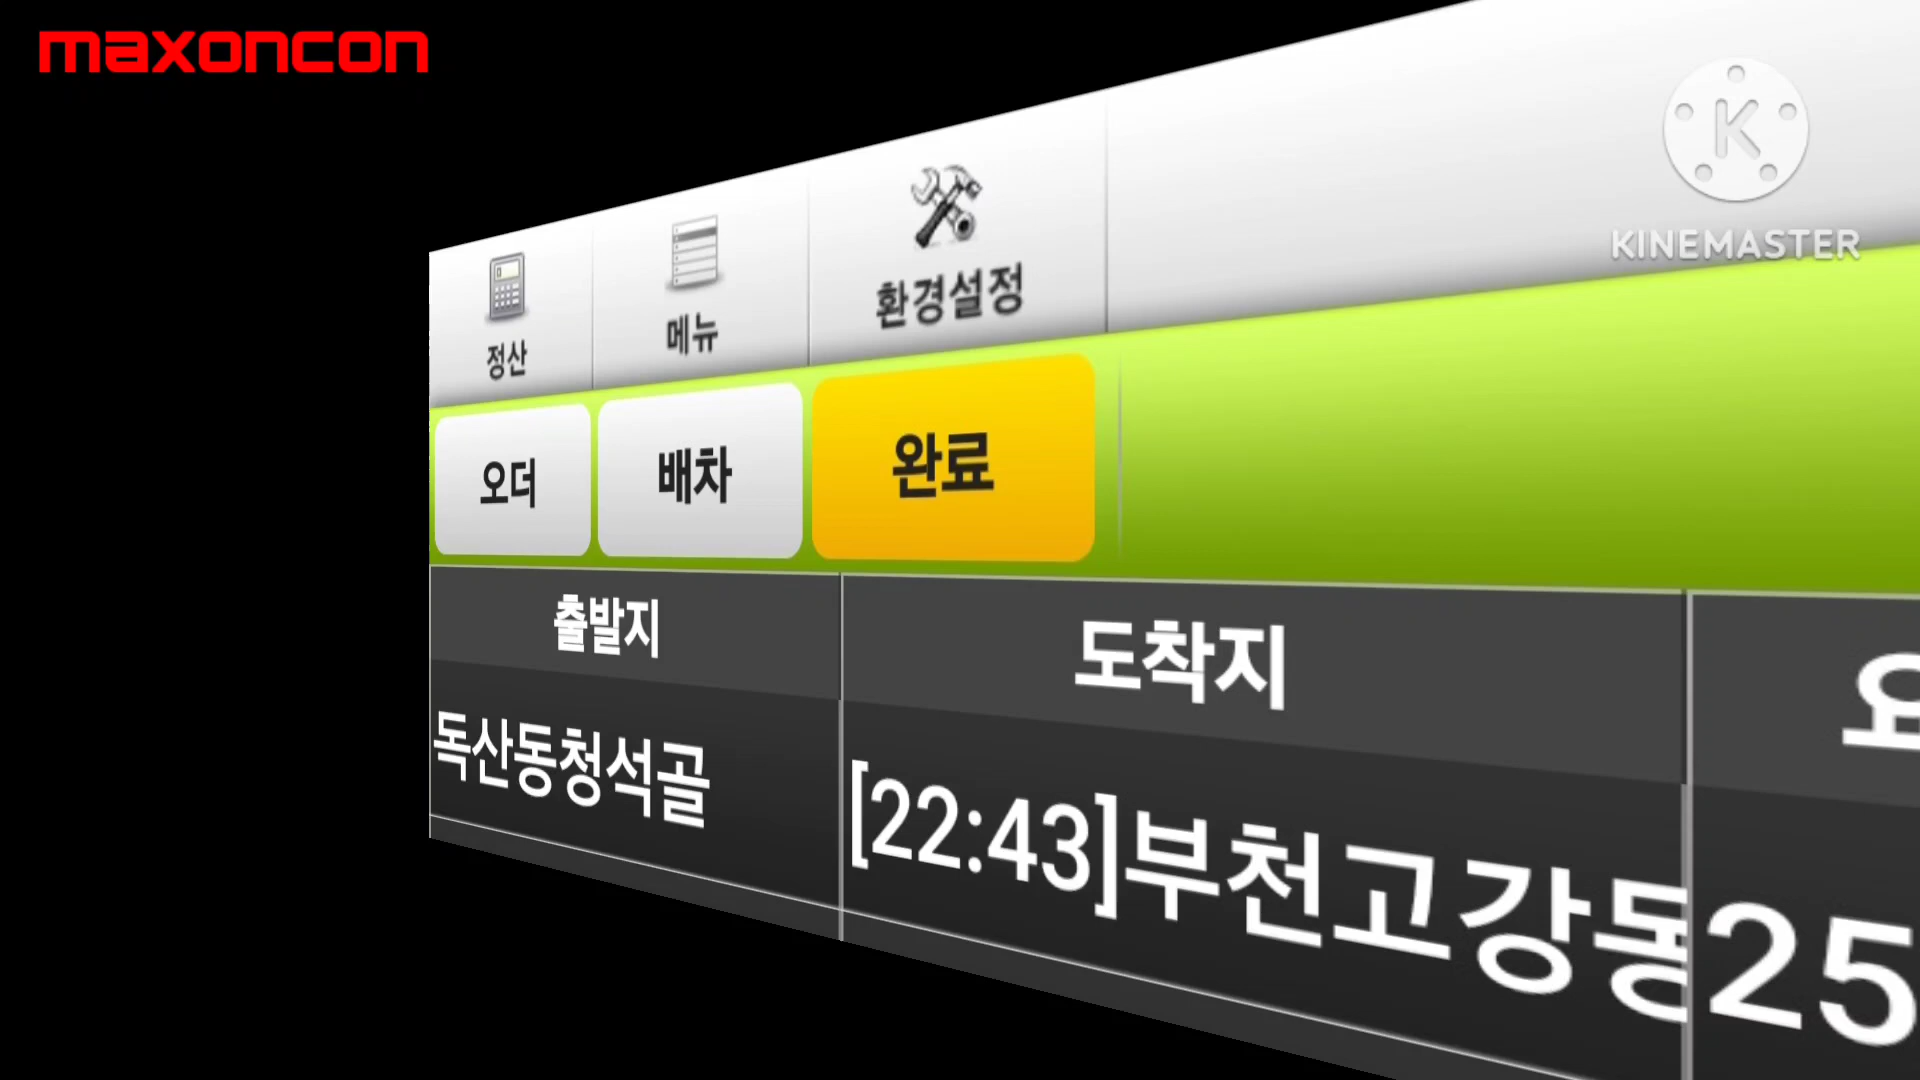 maxoncon
K
KINEMASTER
정산 메뉴 환경설정
오더 배차 완료
출발지 도착지
독산동청석골 [22:43]부천고강동 25